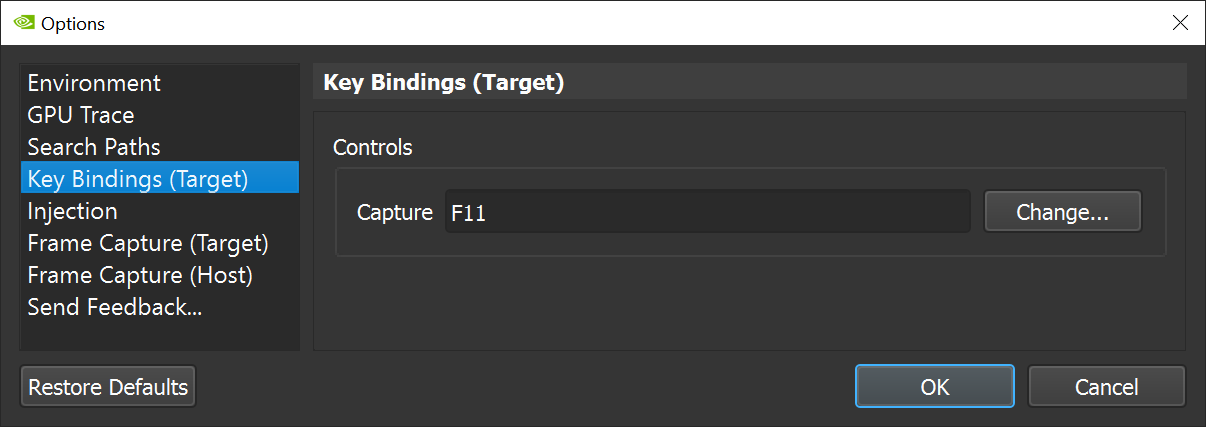 Options
Environment
GPU Trace
Search Paths
Key Bindings (Target)
Injection
Frame Capture (Target)
Frame Capture (Host)
Send Feedback...
Key Bindings (Target)
Controls
Capture F11 Change...
Restore Defaults OK Cancel